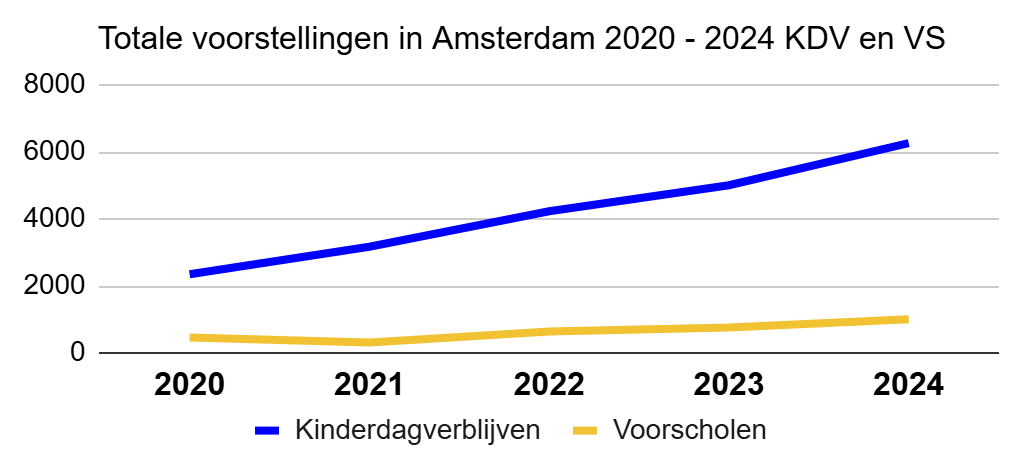 Totale voorstellingen in Amsterdam 2020 - 2024 KDV en VS
8000
6000
4000
2000
0
2020 2021 2022 2023 2024
Kinderdagverblijven Voorscholen